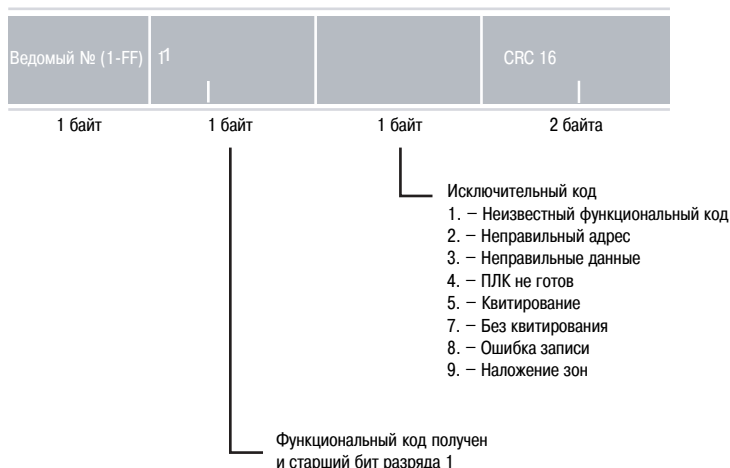 Ведомый № (1-FF) 11 CRC 16
1 байт 1 байт 1 байт 2 байта
Исключительный код
1. – Неизвестный функциональный код
2. – Неправильный адрес
3. – Неправильные данные
4. – ПЛК не готов
5. – Квитирование
7. – Без квитирования
8. – Ошибка записи
9. – Наложение зон
Функциональный код получен
и старший бит разряда 1